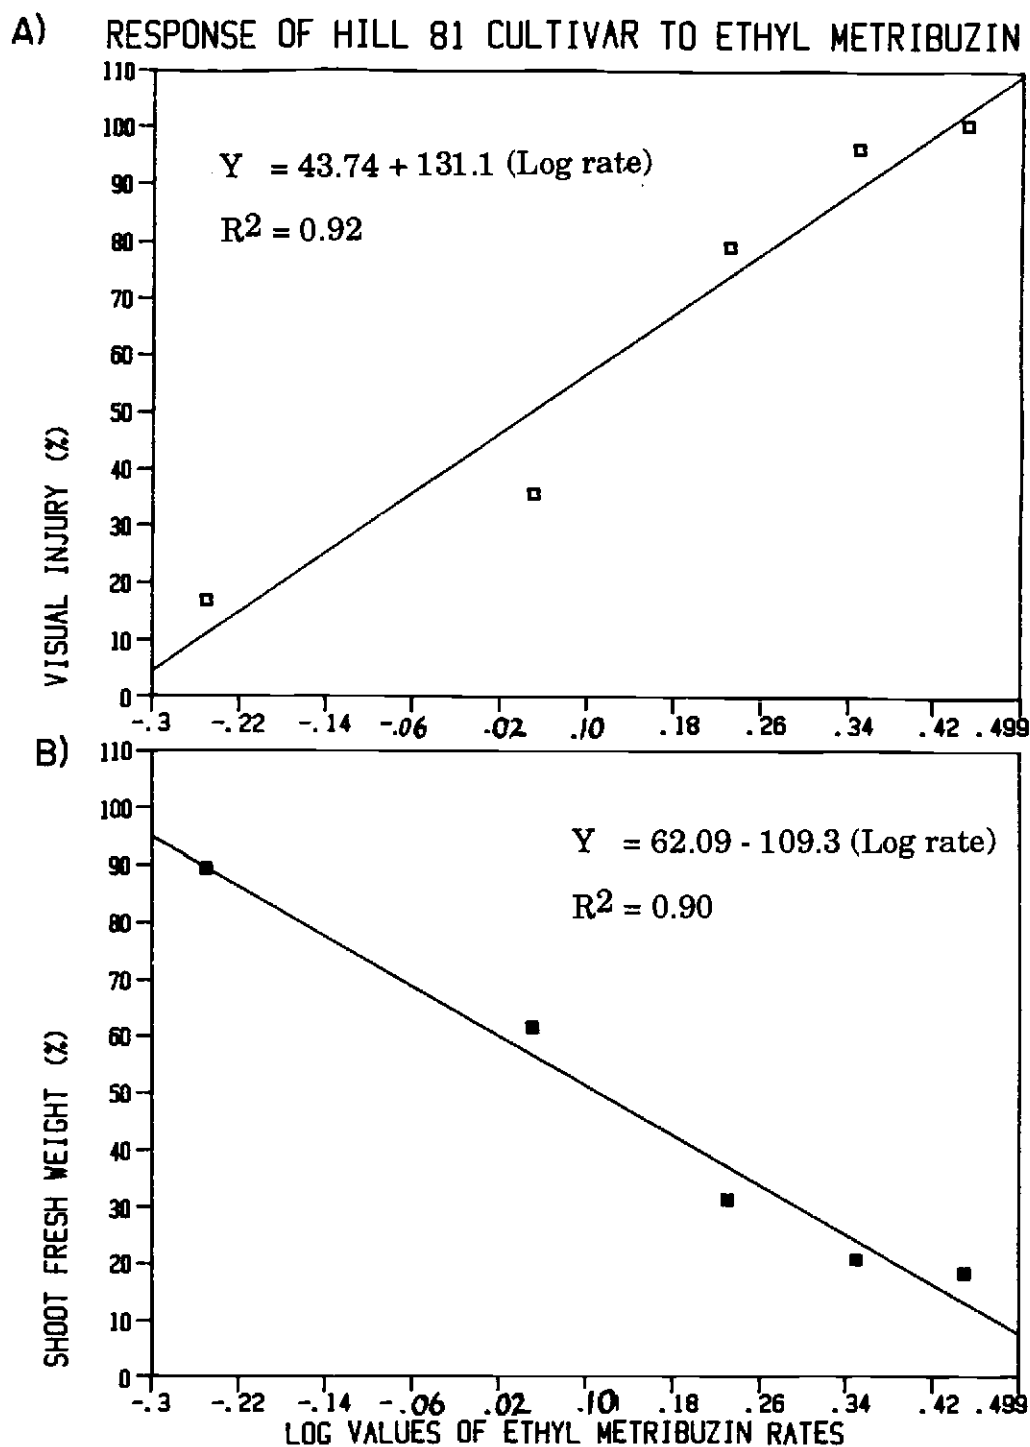 A) RESPONSE OF HILL 81 CULTIVAR TO ETHYL METRIBUZIN
110
100
90
80
70
60
50
40
30
20
10
0
VISUAL INJURY (%)
Y = 43.74 + 131.1 (Log rate)
R2 = 0.92
-.3 -.22 -.14 -.06 .02 .10 .18 .26 .34 .42 .499
B)
110
100
90
80
70
60
50
40
30
20
10
0
SHOOT FRESH WEIGHT (%)
Y = 62.09 - 109.3 (Log rate)
R2 = 0.90
-.3 -.22 -.14 -.06 .02 .10 .18 .26 .34 .42 .499
LOG VALUES OF ETHYL METRIBUZIN RATES